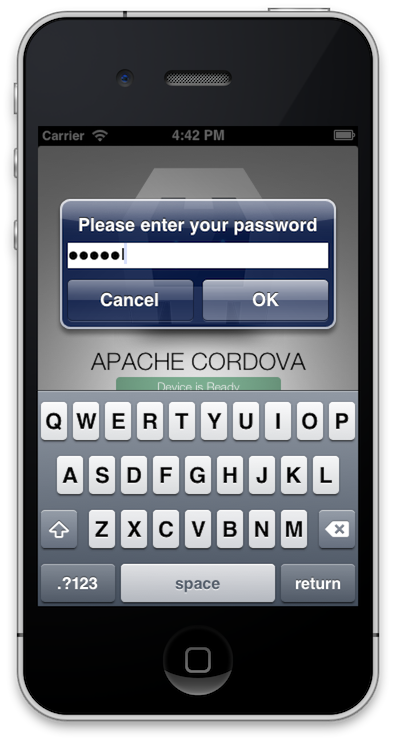 Carrier 4:42 PM
Please enter your password
●●●●●l
Cancel OK
APACHE CORDOVA
Device is Ready
Q W E R T Y U I O P
A S D F G H J K L
Z X C V B N M
.?123 space return